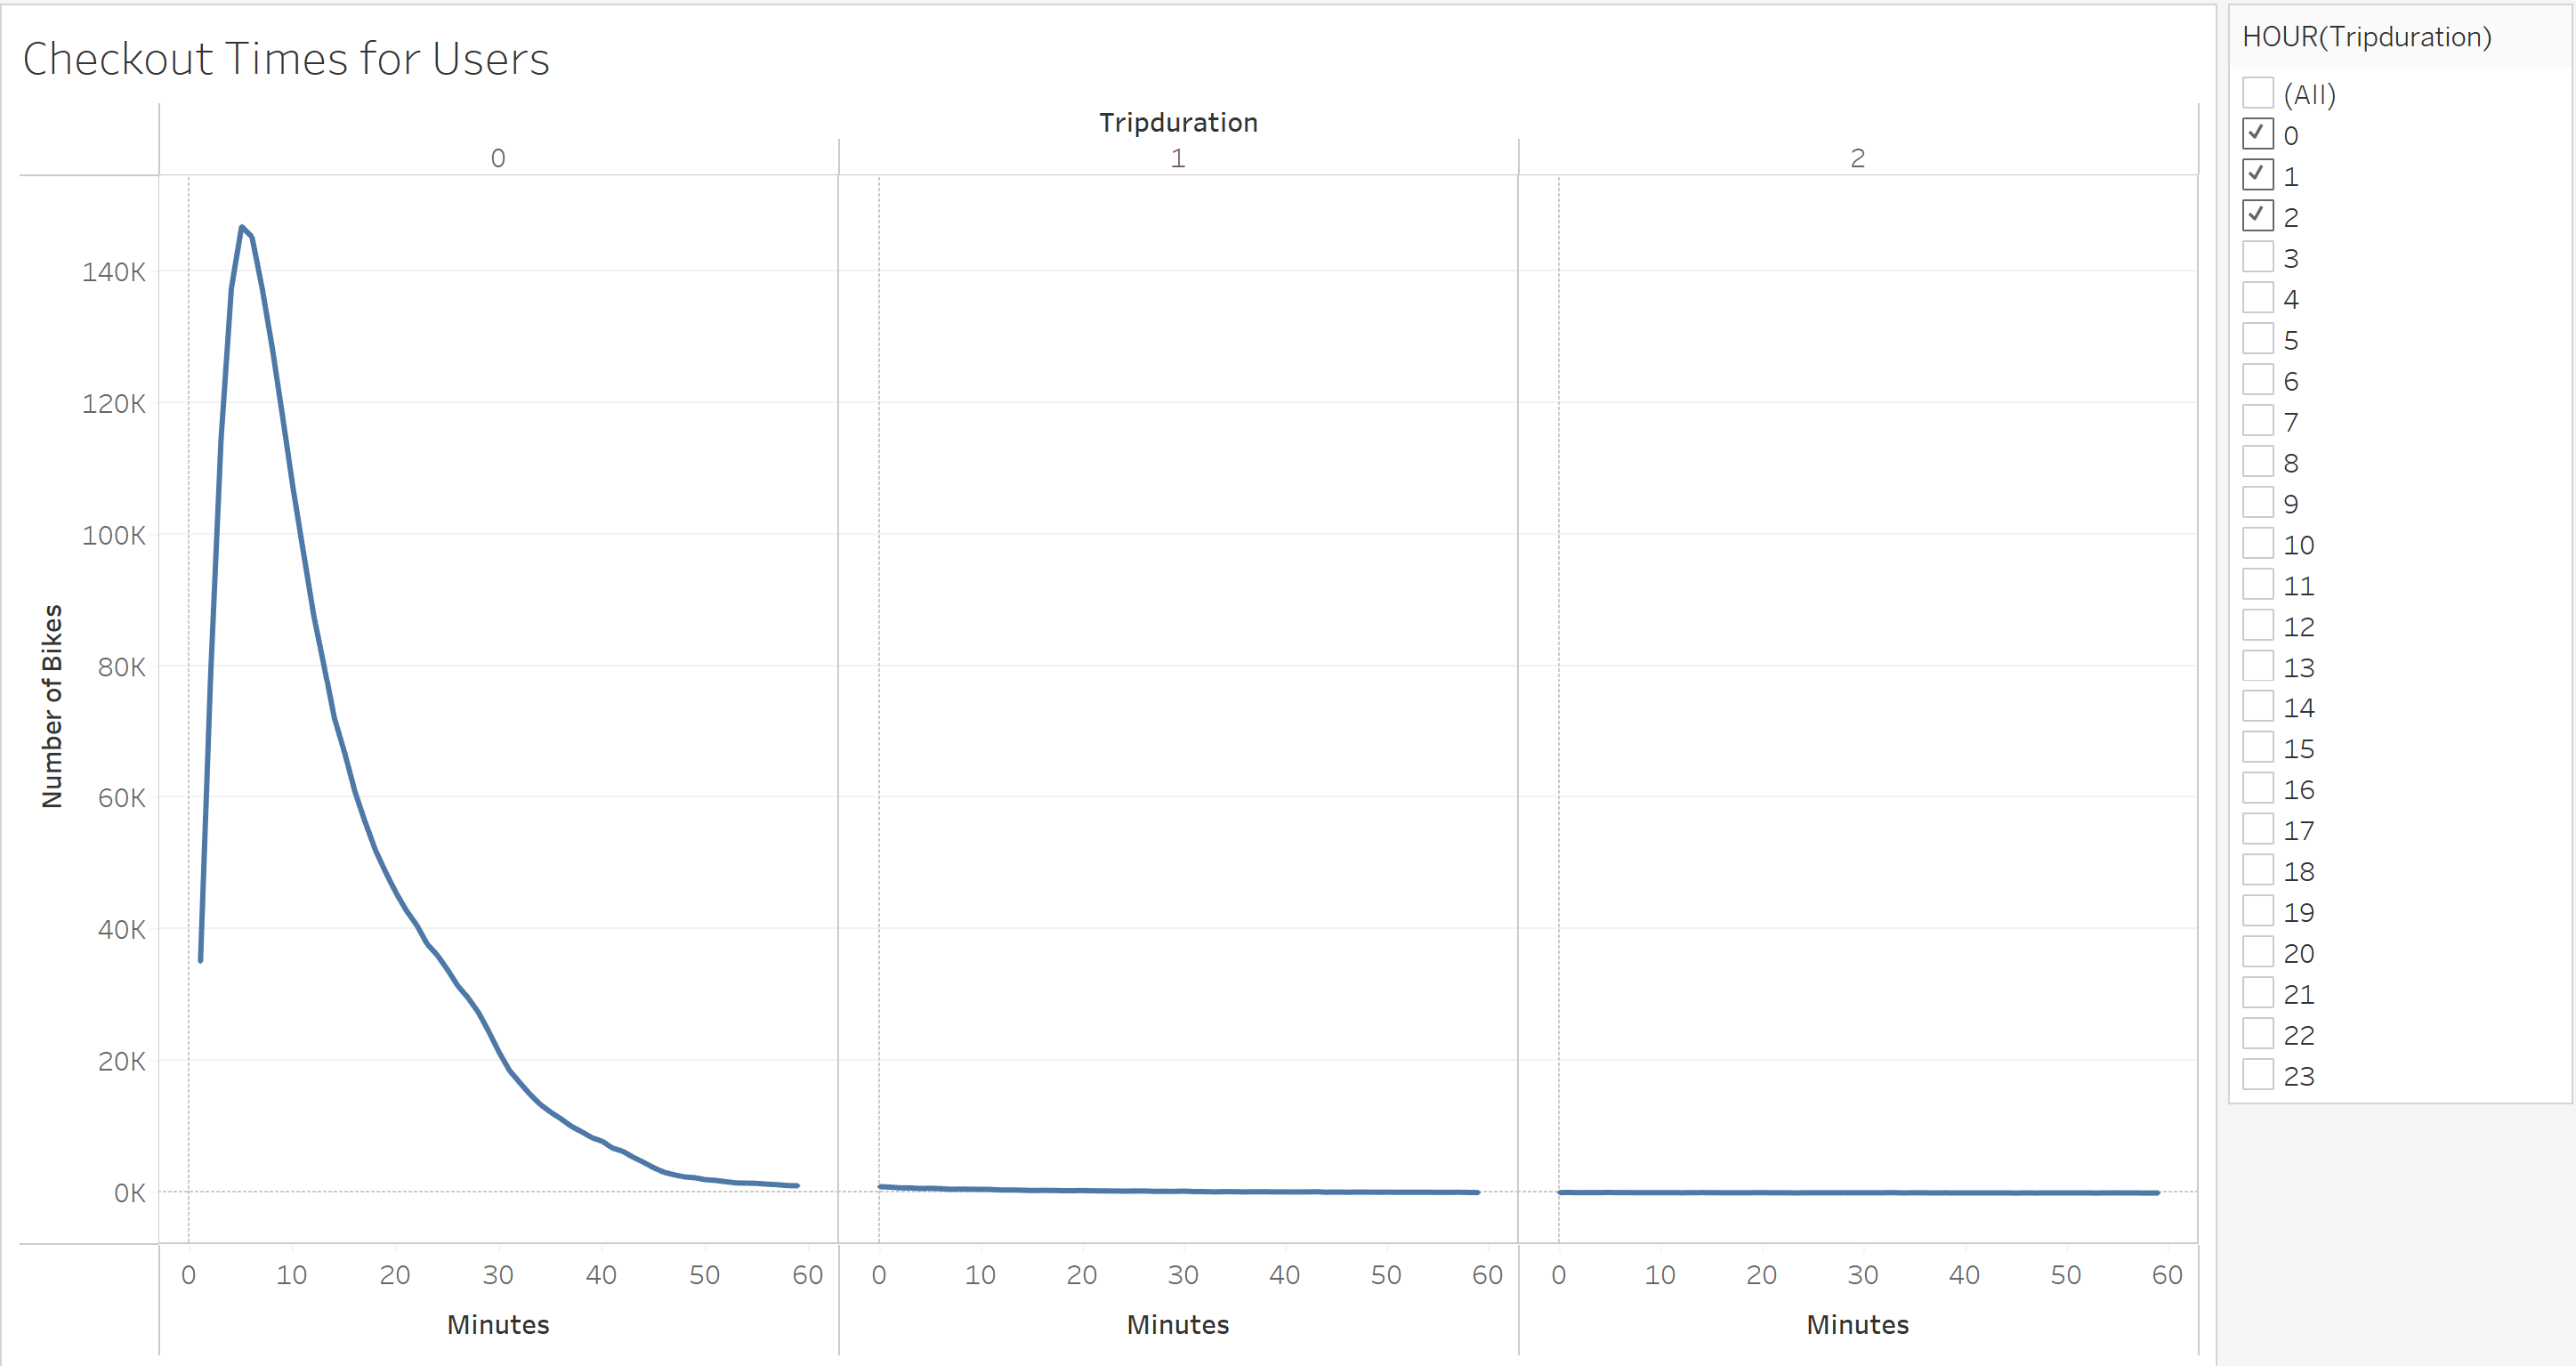 Checkout Times for Users
Tripduration
0 1 2
140K
120K
100K
80K
60K
40K
20K
0K
Number of Bikes
0 10 20 30 40 50 60 0 10 20 30 40 50 60 0 10 20 30 40 50 60
Minutes Minutes Minutes
HOUR(Tripduration)
(All)
0
1
2
3
4
5
6
7
8
9
10
11
12
13
14
15
16
17
18
19
20
21
22
23